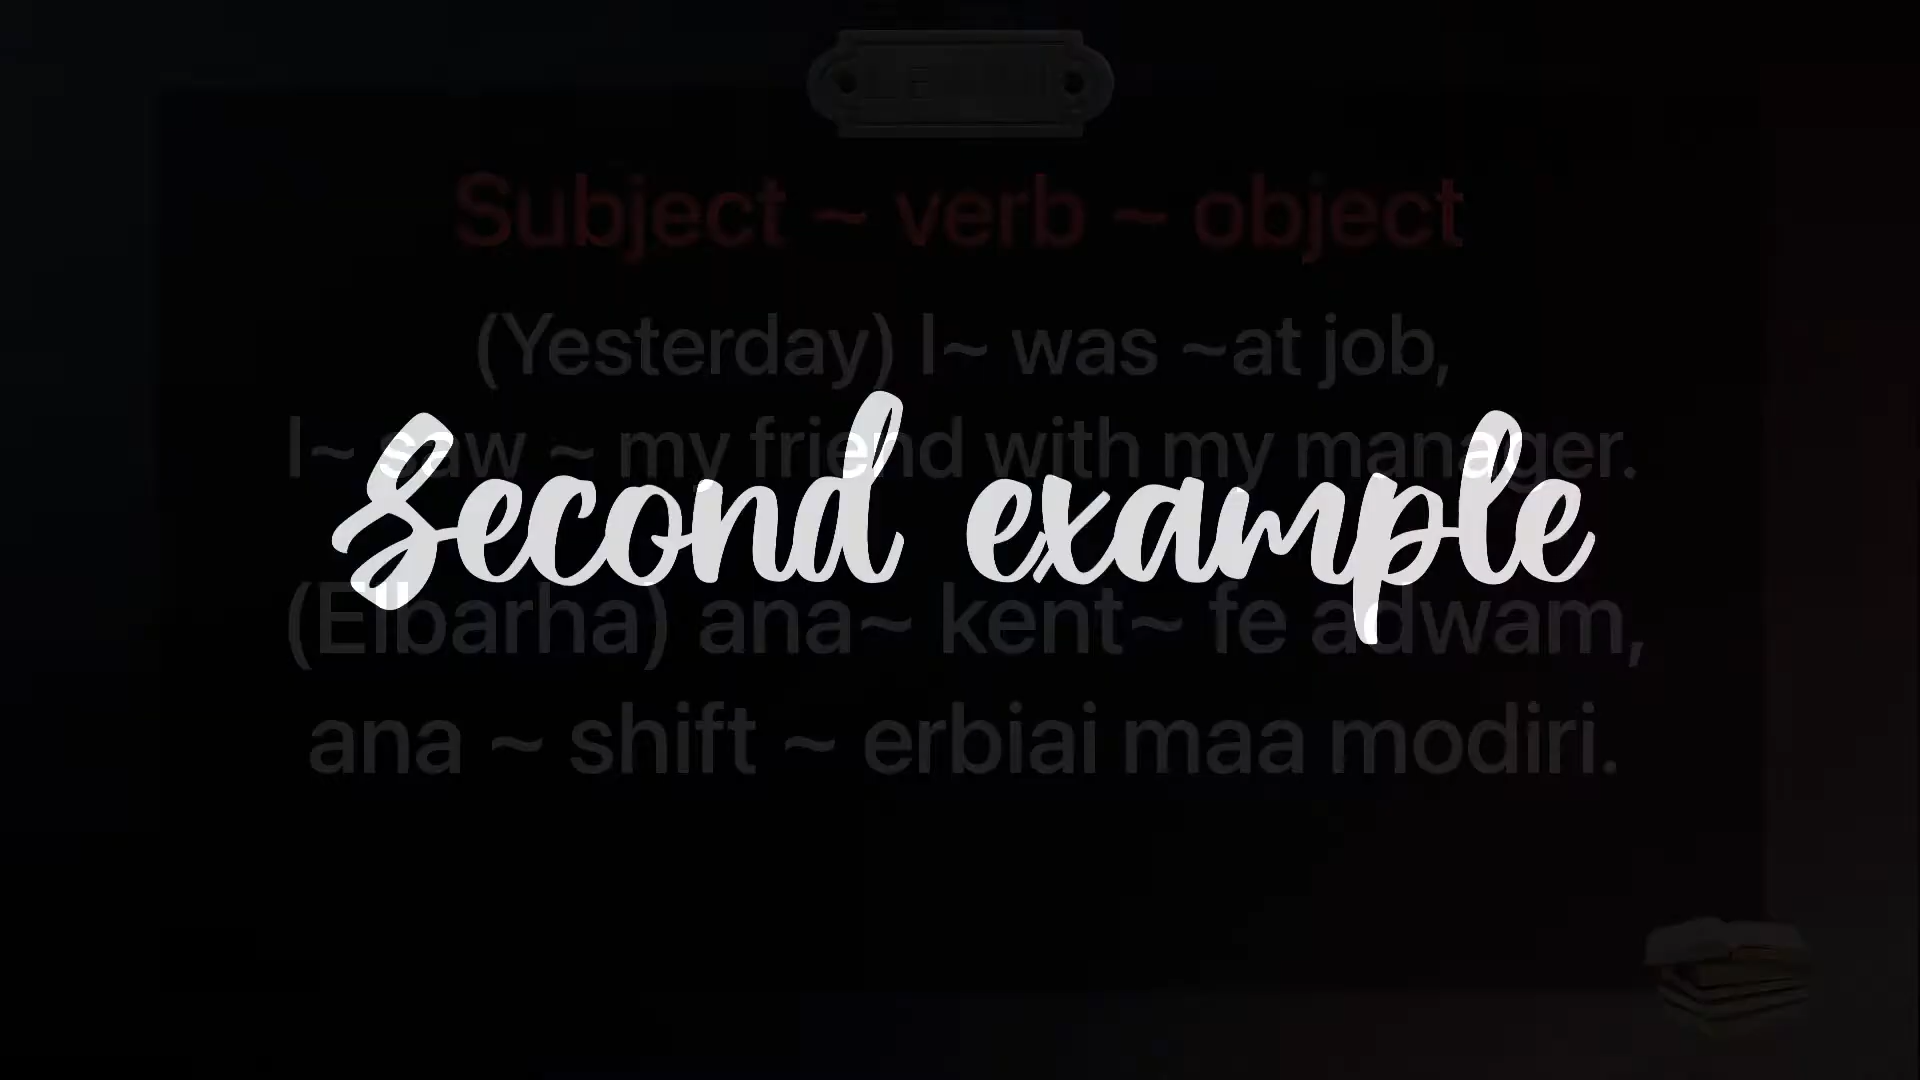 Subject ~ verb ~ object
(Yesterday) I~ was ~at job,
I~ saw ~ my friend with my manager.
Second example
(Elbarha) ana~ kent~ fe adwam,
ana ~ shift ~ erbiai maa modiri.